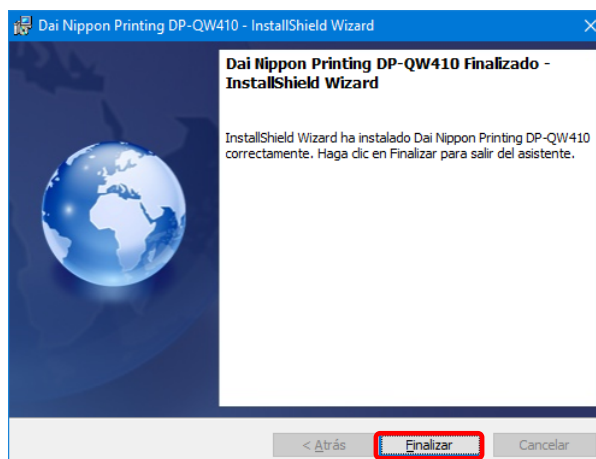 Dai Nippon Printing DP-QW410 - InstallShield Wizard
Dai Nippon Printing DP-QW410 Finalizado -
InstallShield Wizard
InstallShield Wizard ha instalado Dai Nippon Printing DP-QW410
correctamente. Haga clic en Finalizar para salir del asistente.
< Atrás
Finalizar
Cancelar